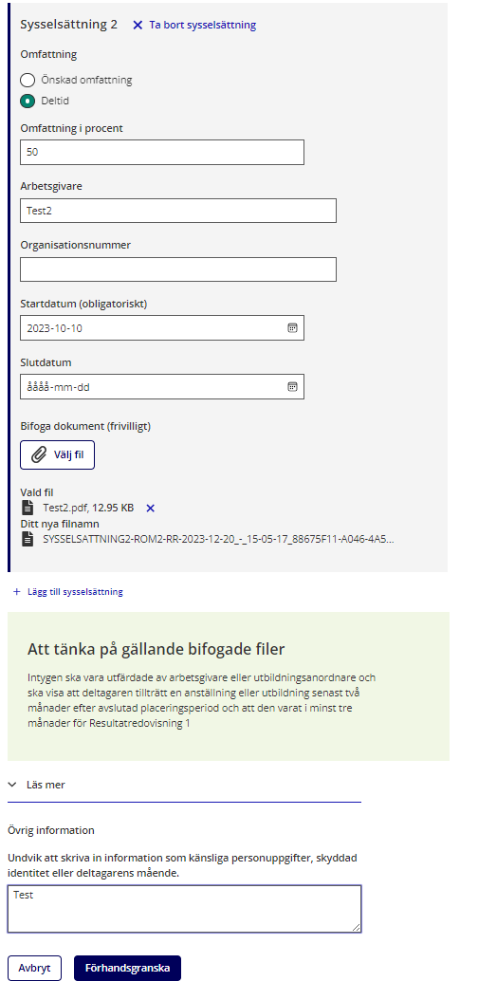 Sysselsättning 2 Ta bort sysselsättning
Omfattning
Önskad omfattning
Deltid
Omfattning i procent
50
Arbetsgivare
Test2
Organisationsnummer
Startdatum (obligatoriskt)
2023-10-10
Slutdatum
åååå-mm-dd
Bifoga dokument (frivilligt)
Välj fil
Vald fil
Test2.pdf, 12.95 KB
Ditt nya filnamn
SYSSELSATTNING2-ROM2-RR-2023-12-20_-_15-05-17_88675F11-A046-4A5...
+ Lägg till sysselsättning
Att tänka på gällande bifogade filer
Intygen ska vara utfärdade av arbetsgivare eller utbildningsanordnare och
ska visa att deltagaren tillträtt en anställning eller utbildning senast två
månader efter avslutad placeringsperiod och att den varat i minst tre
månader för Resultatredovisning 1
Läs mer
Övrig information
Undvik att skriva in information som känsliga personuppgifter, skyddad
identitet eller deltagarens mående.
Test
Avbryt Förhandsgranska